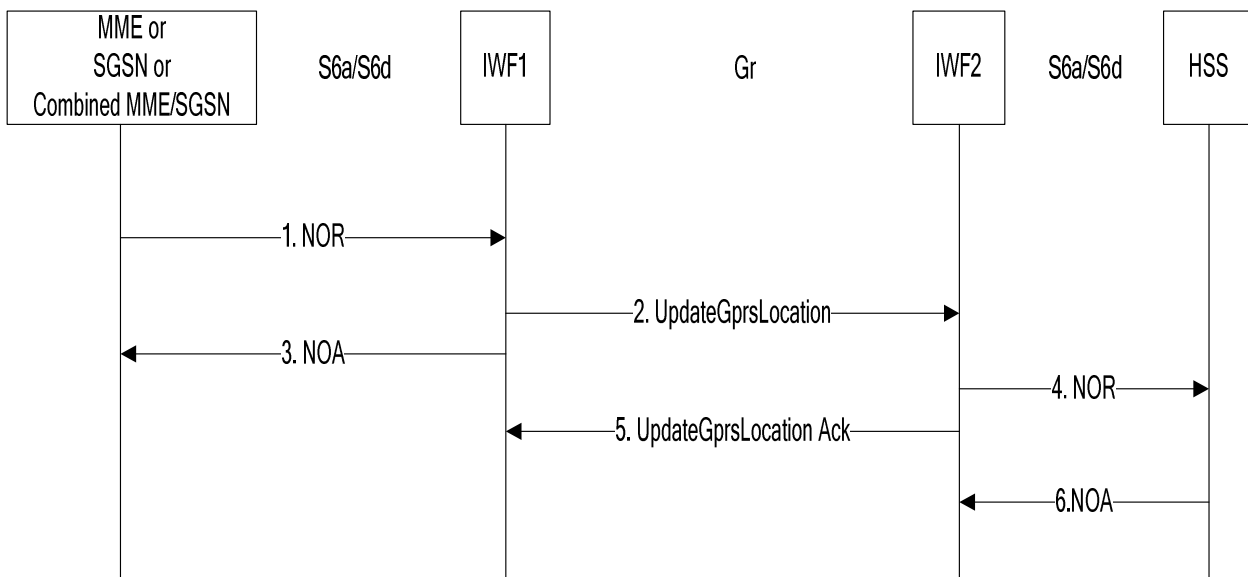 MME or
SGSN or
Combined MME/SGSN
S6a/S6d
IWF1
Gr
IWF2
S6a/S6d
HSS
1. NOR
2. UpdateGprsLocation
3. NOA
4. NOR
5. UpdateGprsLocation Ack
6.NOA